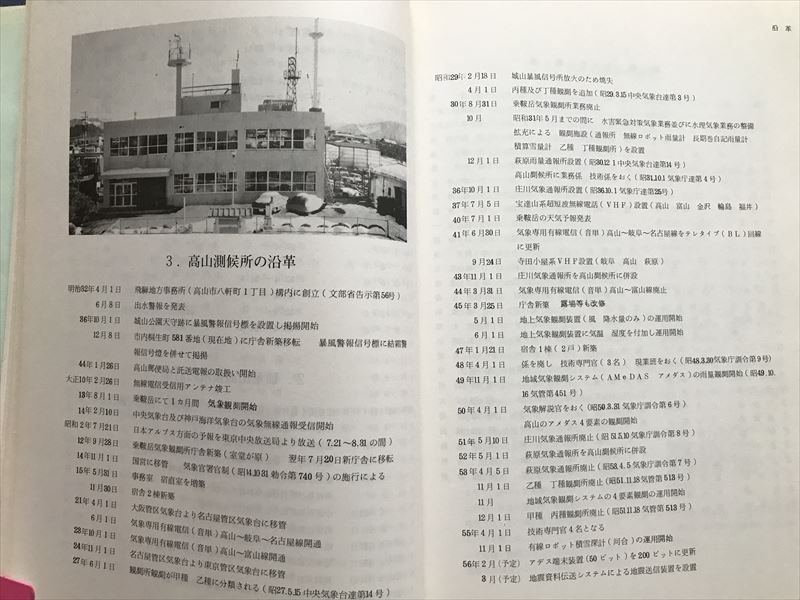 3．高山測候所の沿革
明治32年4月1日　飛騨地方事務所（高山市八軒町1丁目）構内に創立（文部省告示第56号）
6月8日　出水警報を発表
36年10月1日　城山公園天守跡に暴風警報信号標を設置し掲揚開始
12月8日　市内桐生町581番地（現在地）に庁舎新築移転　暴風警報信号標に結霜警
報信号燈を併せて掲揚
44年1月26日　高山郵便局と託送電報の取扱い開始
大正10年2月26日　無線電信受信用アンテナ竣工
13年8月1日　乗鞍岳にて1カ月間　気象観測開始
14年2月10日　中央気象台及び神戸海洋気象台の気象無線通報受信開始
昭和2年7月21日　日本アルプス方面の予報を東京中央放送局より放送（7.21～8.31の間）
12年9月28日　乗鞍岳気象観測所庁舎新築（室堂が原）　翌年7月20日新庁舎に移転
14年11月1日　国営に移管　気象官署官制（昭14.10.31勅令第740号）の施行による
15年5月31日　事務室　宿直室を増築
11月30日　宿舎2棟新築
21年4月1日　大阪管区気象台より名古屋管区気象台に移管
6月1日　気象専用有線電信（音単）高山～岐阜～名古屋線開通
23年10月1日　気象専用有線電信（音単）高山～富山線開通
24年11月1日　名古屋管区気象台より東京管区気象台に移管
27年6月1日　観測所観測が甲種　乙種に分類される（昭27.5.15中央気象台達第14号）
沿革
昭和29年2月18日　城山暴風信号所放火のため焼失
4月1日　丙種及び丁種観測を追加（昭29.3.15中央気象台達第3号）
30年8月31日　乗鞍岳気象観測所業務廃止
10月　昭和31年5月までの間に　水害緊急対策気象業務並びに水理気象業務の整備
拡充による　観測施設（通報所　無線ロボット雨量計　長期巻自記雨量計
積算雪量計　乙種　丁種観測所）を設置
12月1日　萩原雨量通報所設置（昭30.12.1中央気象台達第14号）
高山測候所に業務係　技術係をおく（昭31.10.1気象庁達第4号）
36年10月1日　庄川気象通報所設置（昭36.10.1気象庁達第25号）
37年7月5日　宝達山系超短波無線電話（VHF）設置（高山　富山　金沢　輪島　福井）
40年7月1日　乗鞍岳の天気予報発表
41年6月30日　気象専用有線電信（音単）高山～岐阜～名古屋線をテレタイプ（BL）回線
に更新
9月24日　寺田小屋系VHF設置（岐阜　高山　萩原）
43年11月1日　庄川気象通報所を高山測候所に併設
44年3月31日　気象専用有線電信（音単）高山～富山線廃止
45年3月25日　庁舎新築　露場等も改修
5月1日　地上気象観測装置（風　降水量のみ）の運用開始
6月1日　地上気象観測装置に気温　湿度を付加し運用開始
47年1月21日　宿舎1棟（2戸）新築
48年4月1日　係を廃し　技術専門官（3名）　現業班をおく（昭48.3.30気象庁訓令第9号）
49年11月1日　地域気象観測システム（AMeDAS　アメダス）の雨量観測開始（昭49.10.
16気管第451号）
50年4月1日　気象解説官をおく（昭50.3.31気象庁訓令第6号）
高山のアメダス4要素の観測開始
51年5月10日　庄川気象通報所廃止（昭51.5.10気象庁訓令第8号）
52年5月1日　萩原気象通報所を高山測候所に併設
53年4月5日　萩原気象通報所廃止（昭53.4.5気象庁訓令第7号）
11月1日　乙種　丁種観測所廃止（昭51.11.18気管第513号）
11月　地域気象観測システムの4要素観測の運用開始
12月1日　甲種　丙種観測所廃止（昭51.11.18気管第513号）
55年4月1日　技術専門官4名となる
11月1日　有線ロボット積雪深計（河合）の運用開始
56年2月（予定）　アデス端末装置（50ビット）を200ビットに更新
3月（予定）　地震資料伝送システムによる地震送信装置を設置